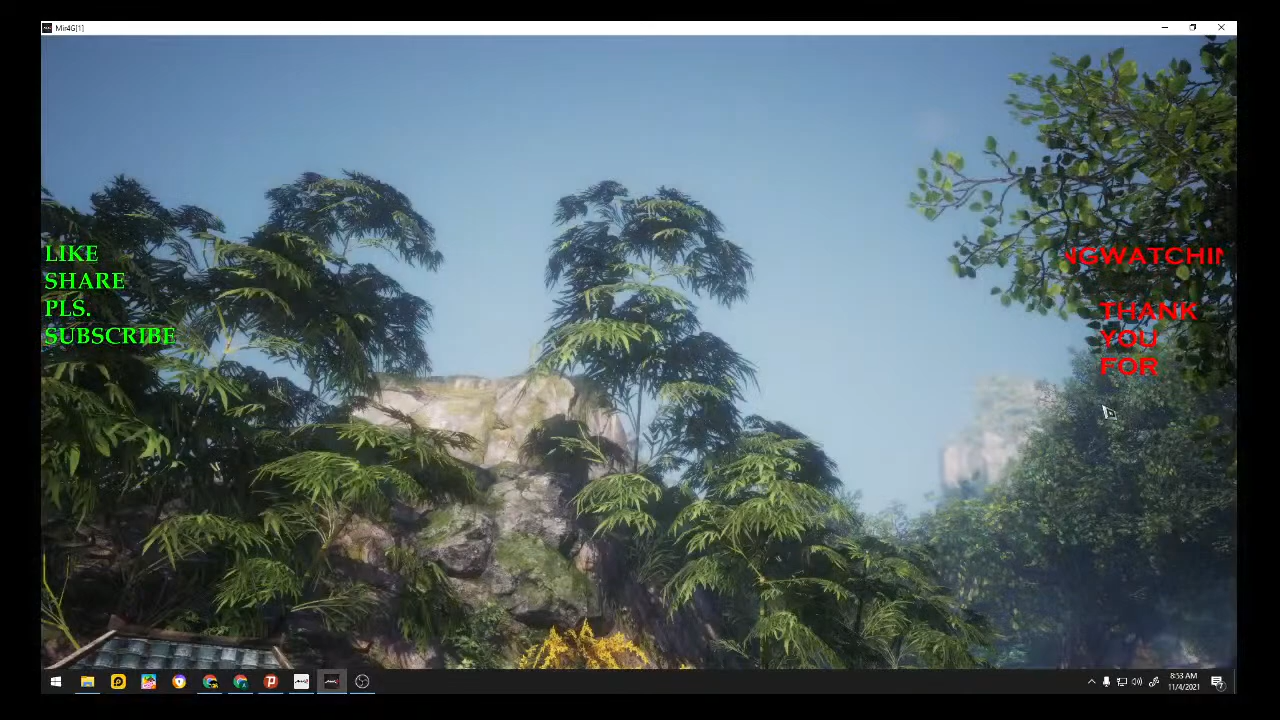 Mir4G[1]
LIKE
SHARE
PLS.
SUBSCRIBE
NGWATCHIN
THANK
YOU
FOR
8:53 AM
11/4/2021